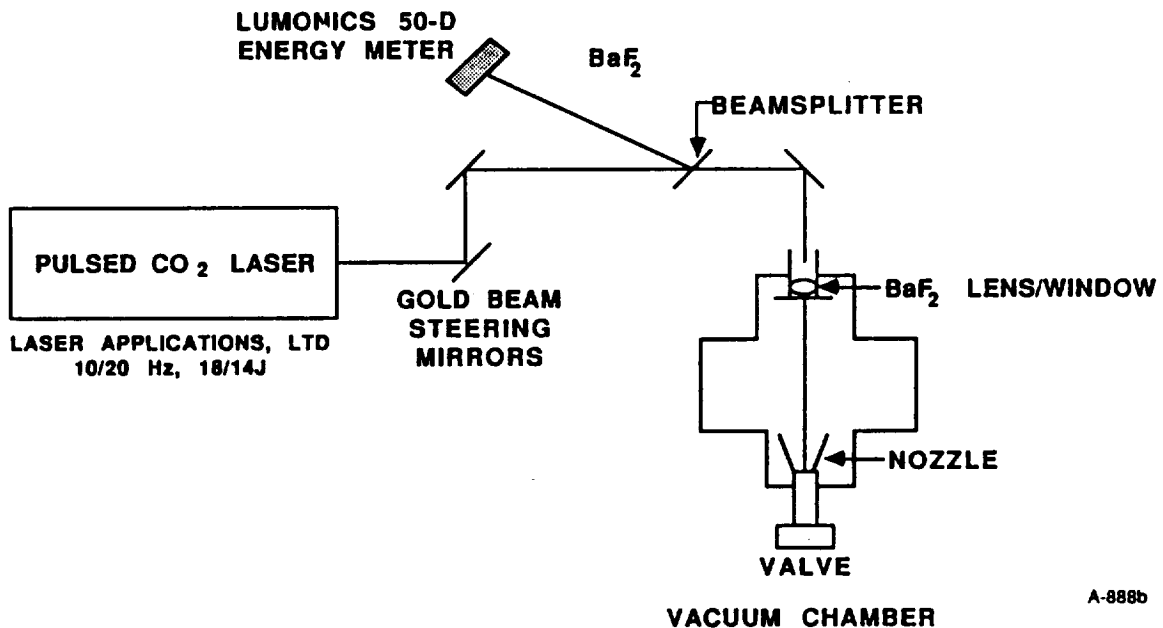 LUMONICS 50-D
ENERGY METER
BaF2
BEAMSPLITTER
PULSED CO2 LASER
LASER APPLICATIONS, LTD
10/20 Hz, 18/14J
GOLD BEAM
STEERING
MIRRORS
BaF2 LENS/WINDOW
NOZZLE
VALVE
VACUUM CHAMBER
A-888b